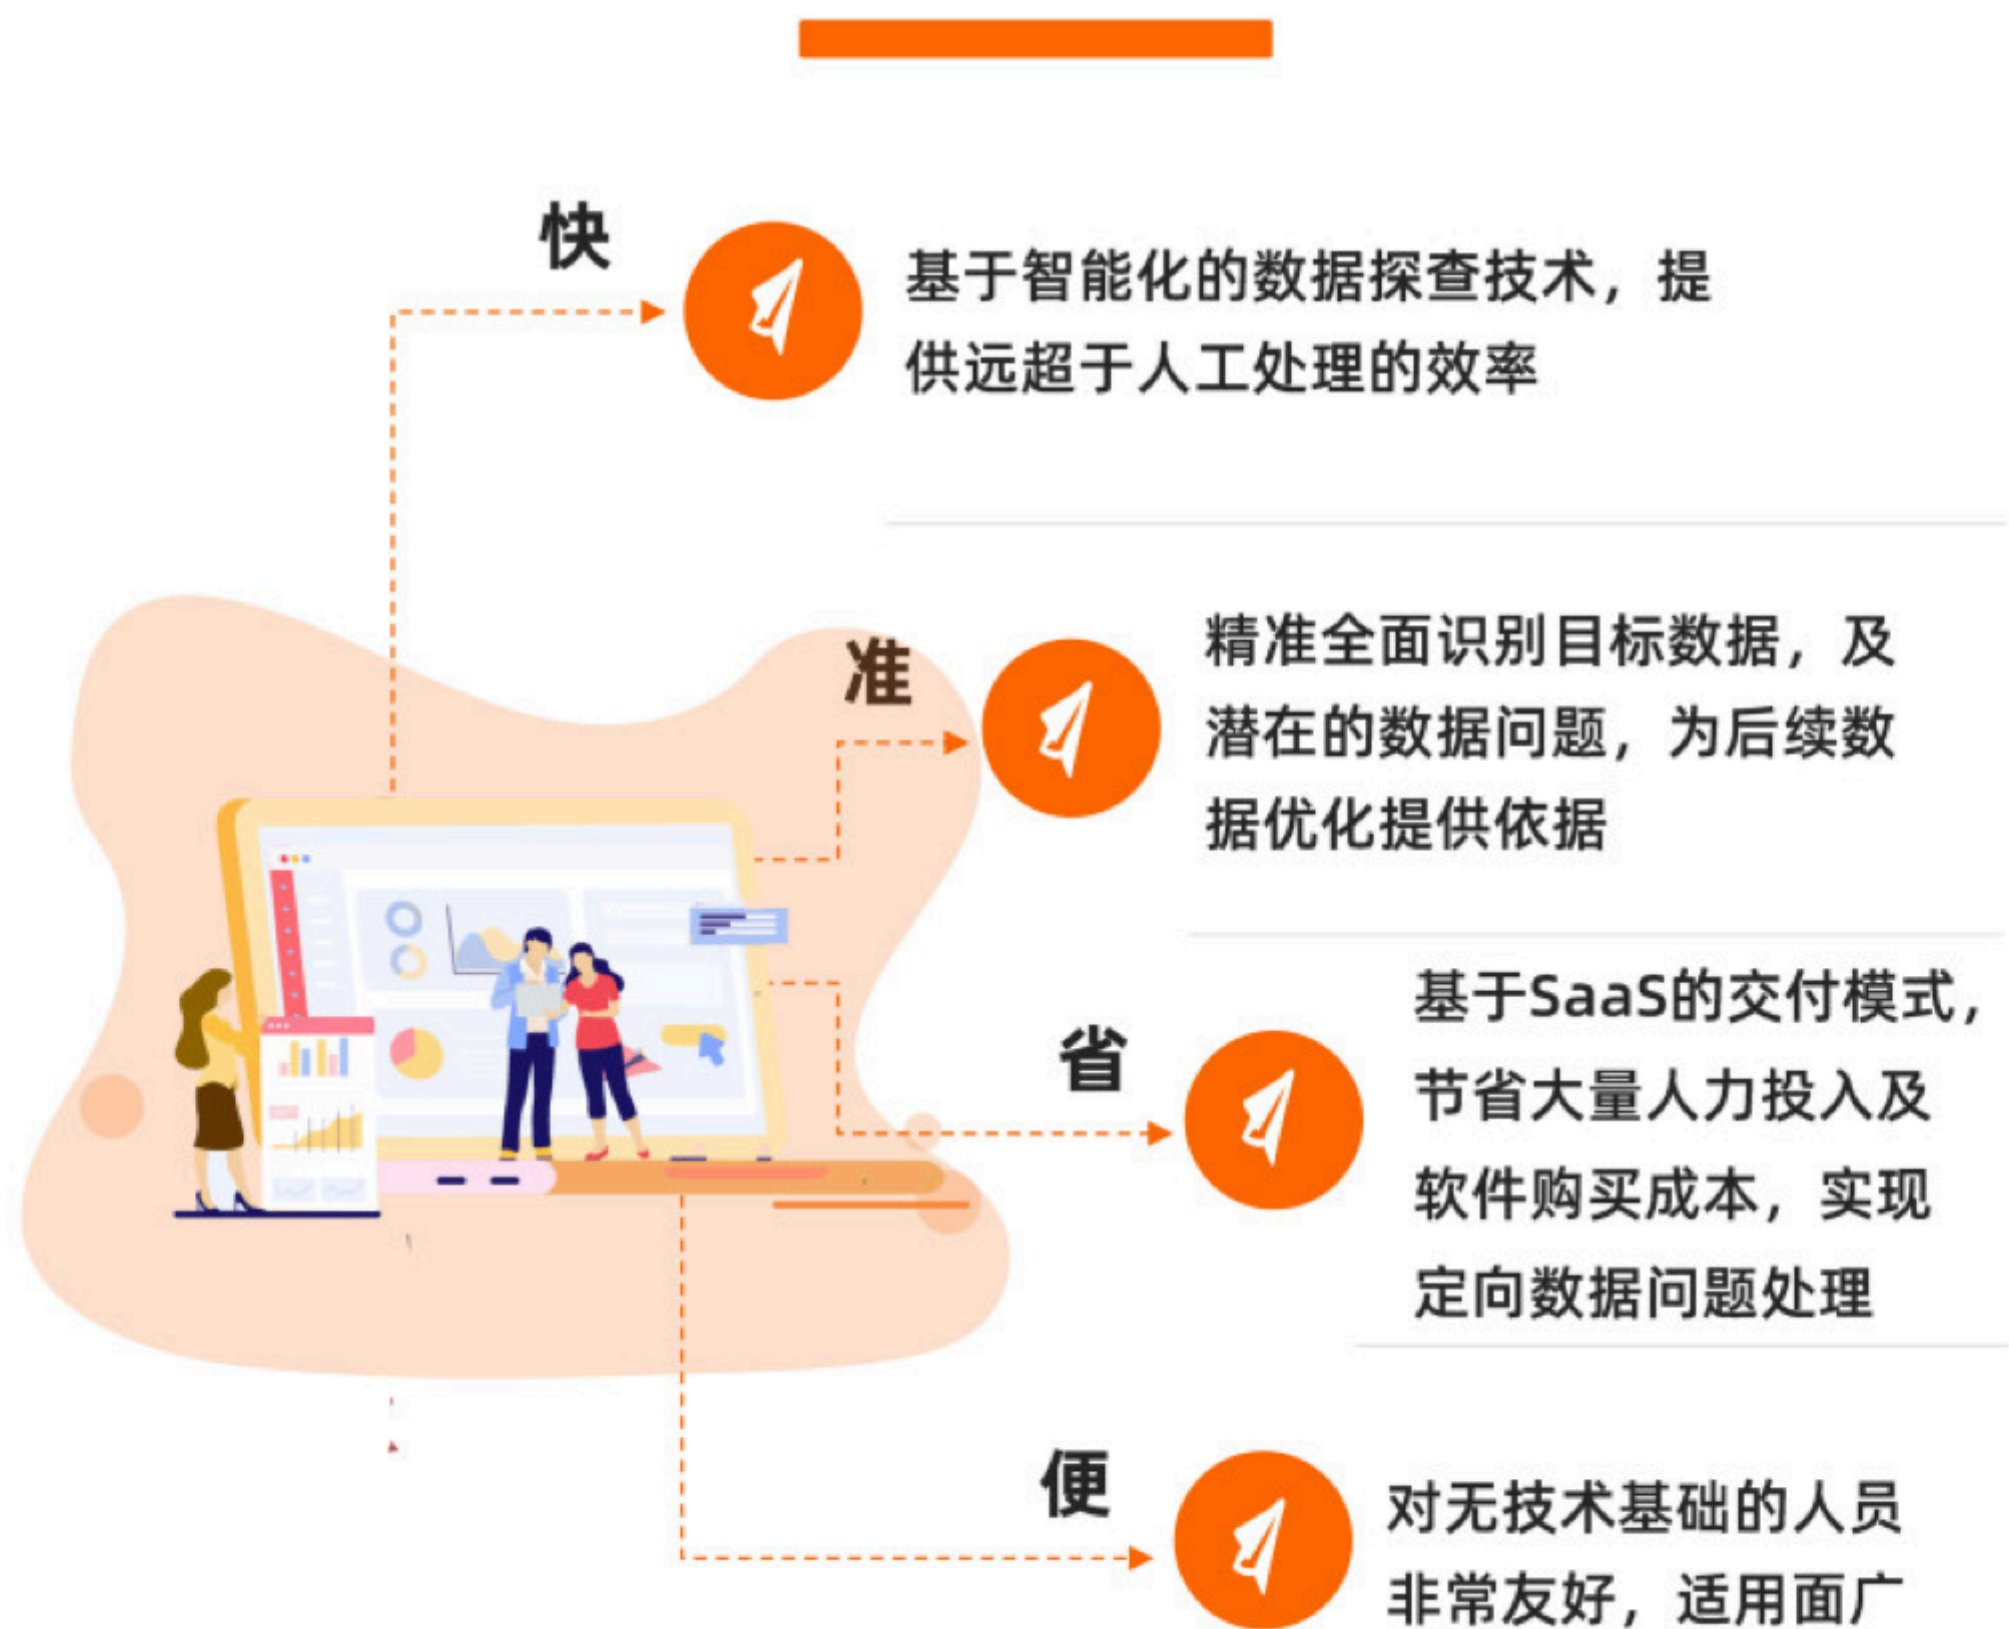 快
基于智能化的数据探查技术，提
供远超于人工处理的效率
准
精准全面识别目标数据，及
潜在的数据问题，为后续数
据优化提供依据
省
基于SaaS的交付模式，
节省大量人力投入及
软件购买成本，实现
定向数据问题处理
便
对无技术基础的人员
非常友好，适用面广